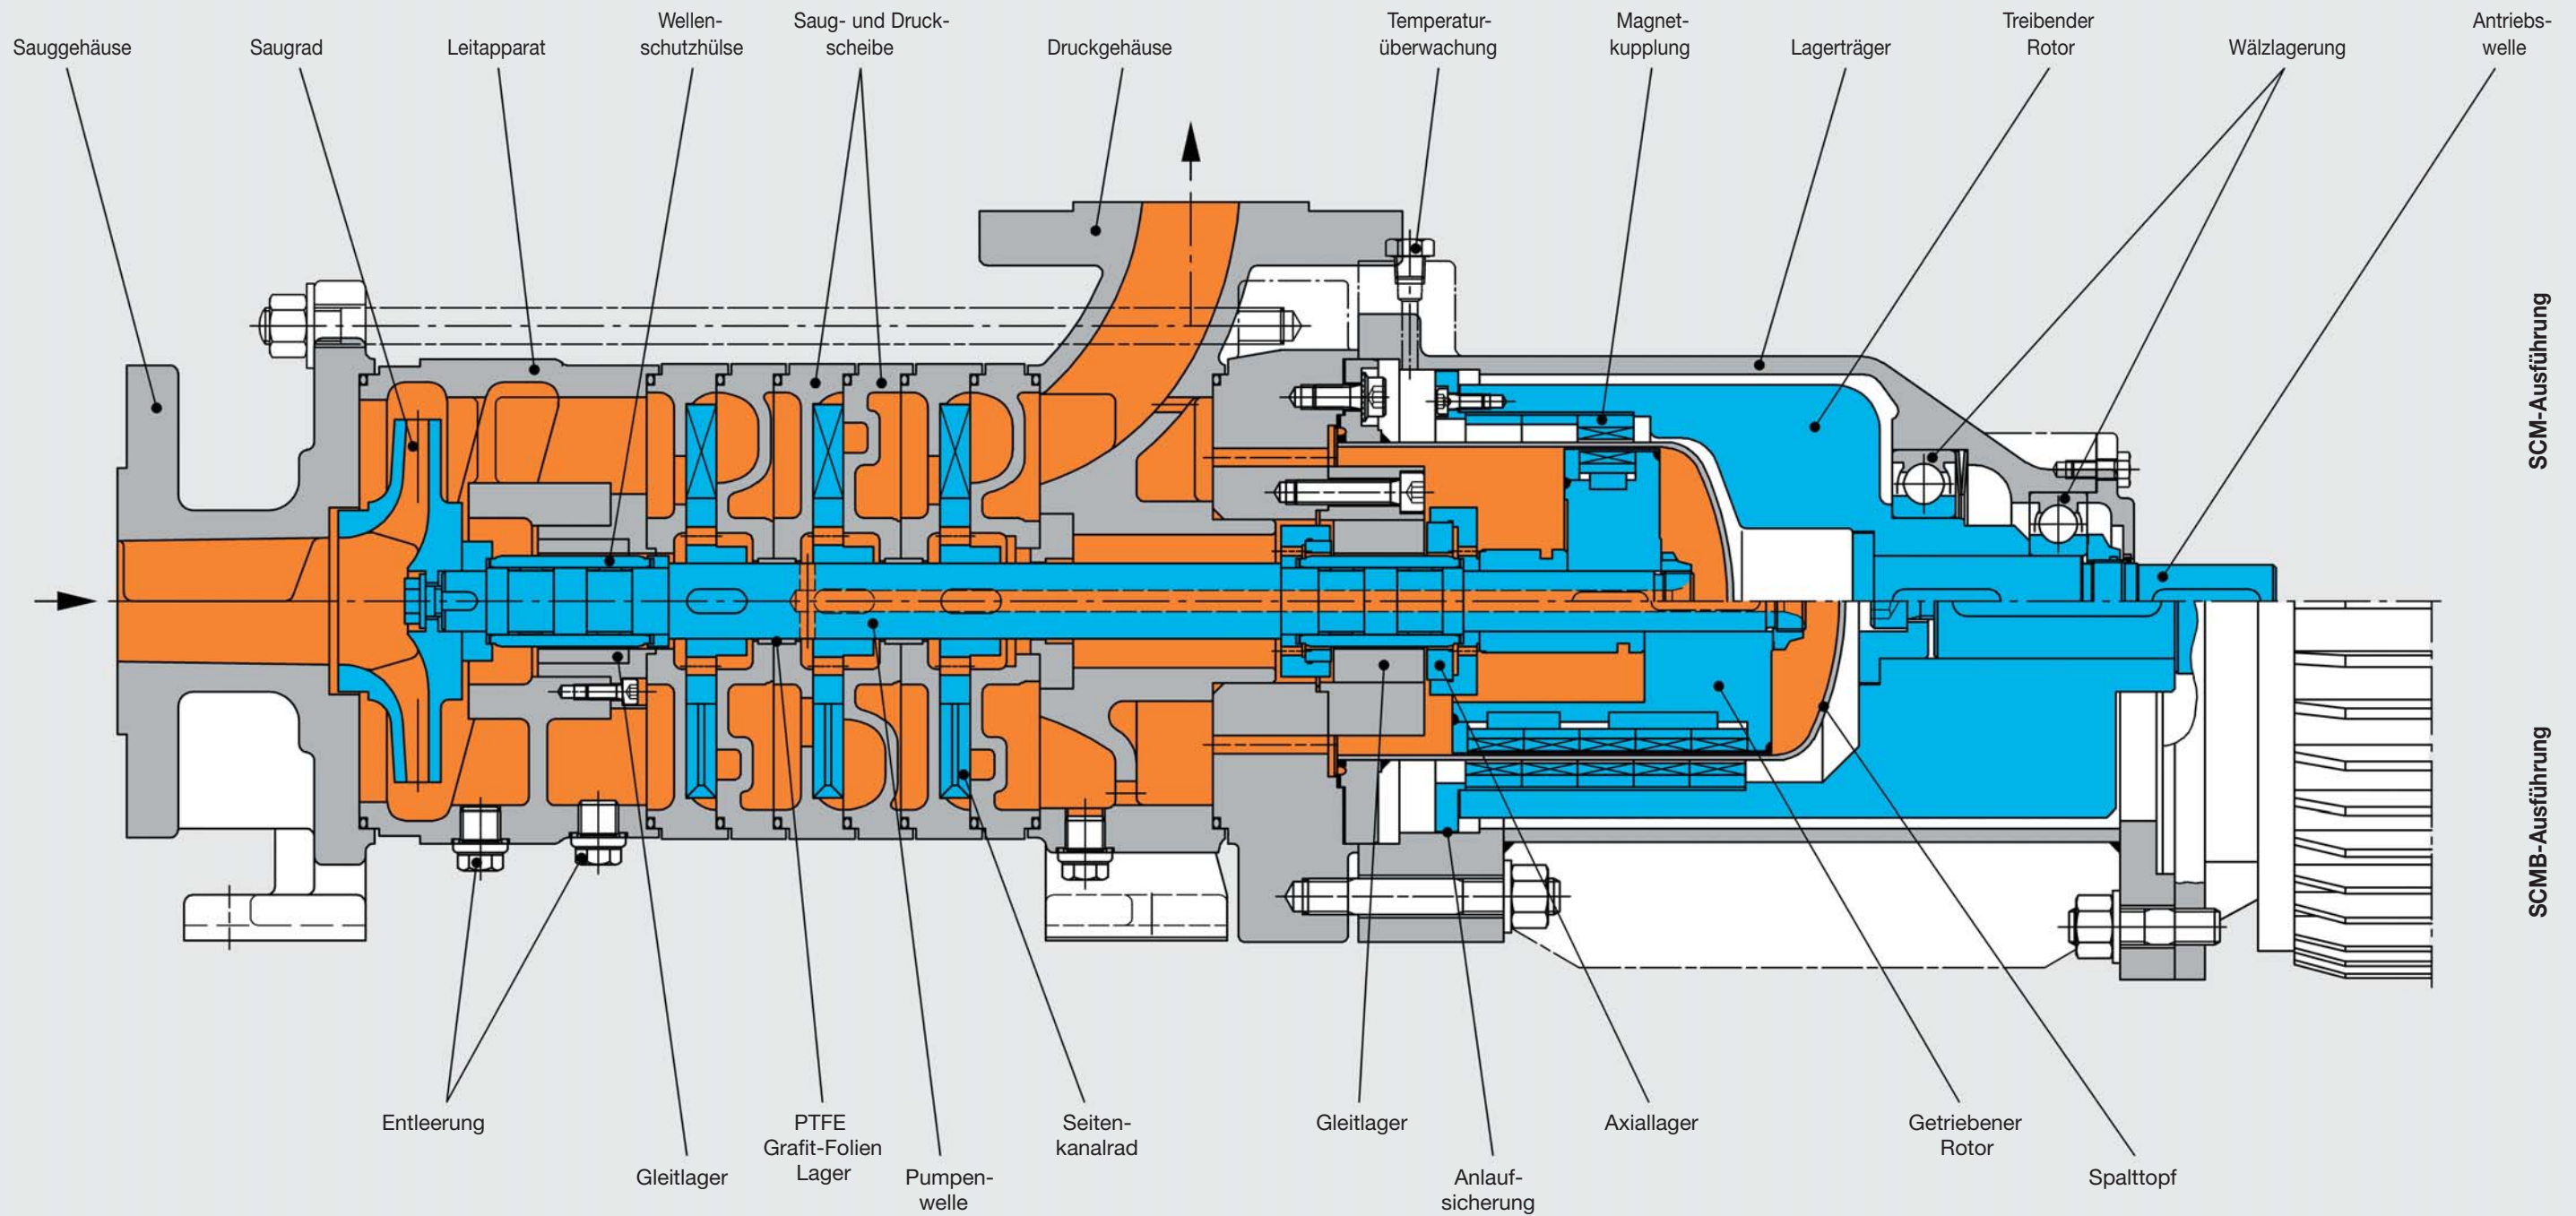 Sauggehäuse
Saugrad
Leitapparat
Wellen-
schutzhülse
Saug- und Druck-
scheibe
Druckgehäuse
Temperatur-
überwachung
Magnet-
kupplung
Lagerträger
Treibender
Rotor
Wälzlagerung
Antriebs-
welle
SCM-Ausführung
SCMB-Ausführung
Entleerung
Gleitlager
PTFE
Grafit-Folien
Lager
Pumpen-
welle
Seiten-
kanalrad
Gleitlager
Anlauf-
sicherung
Axiallager
Getriebener
Rotor
Spalttopf